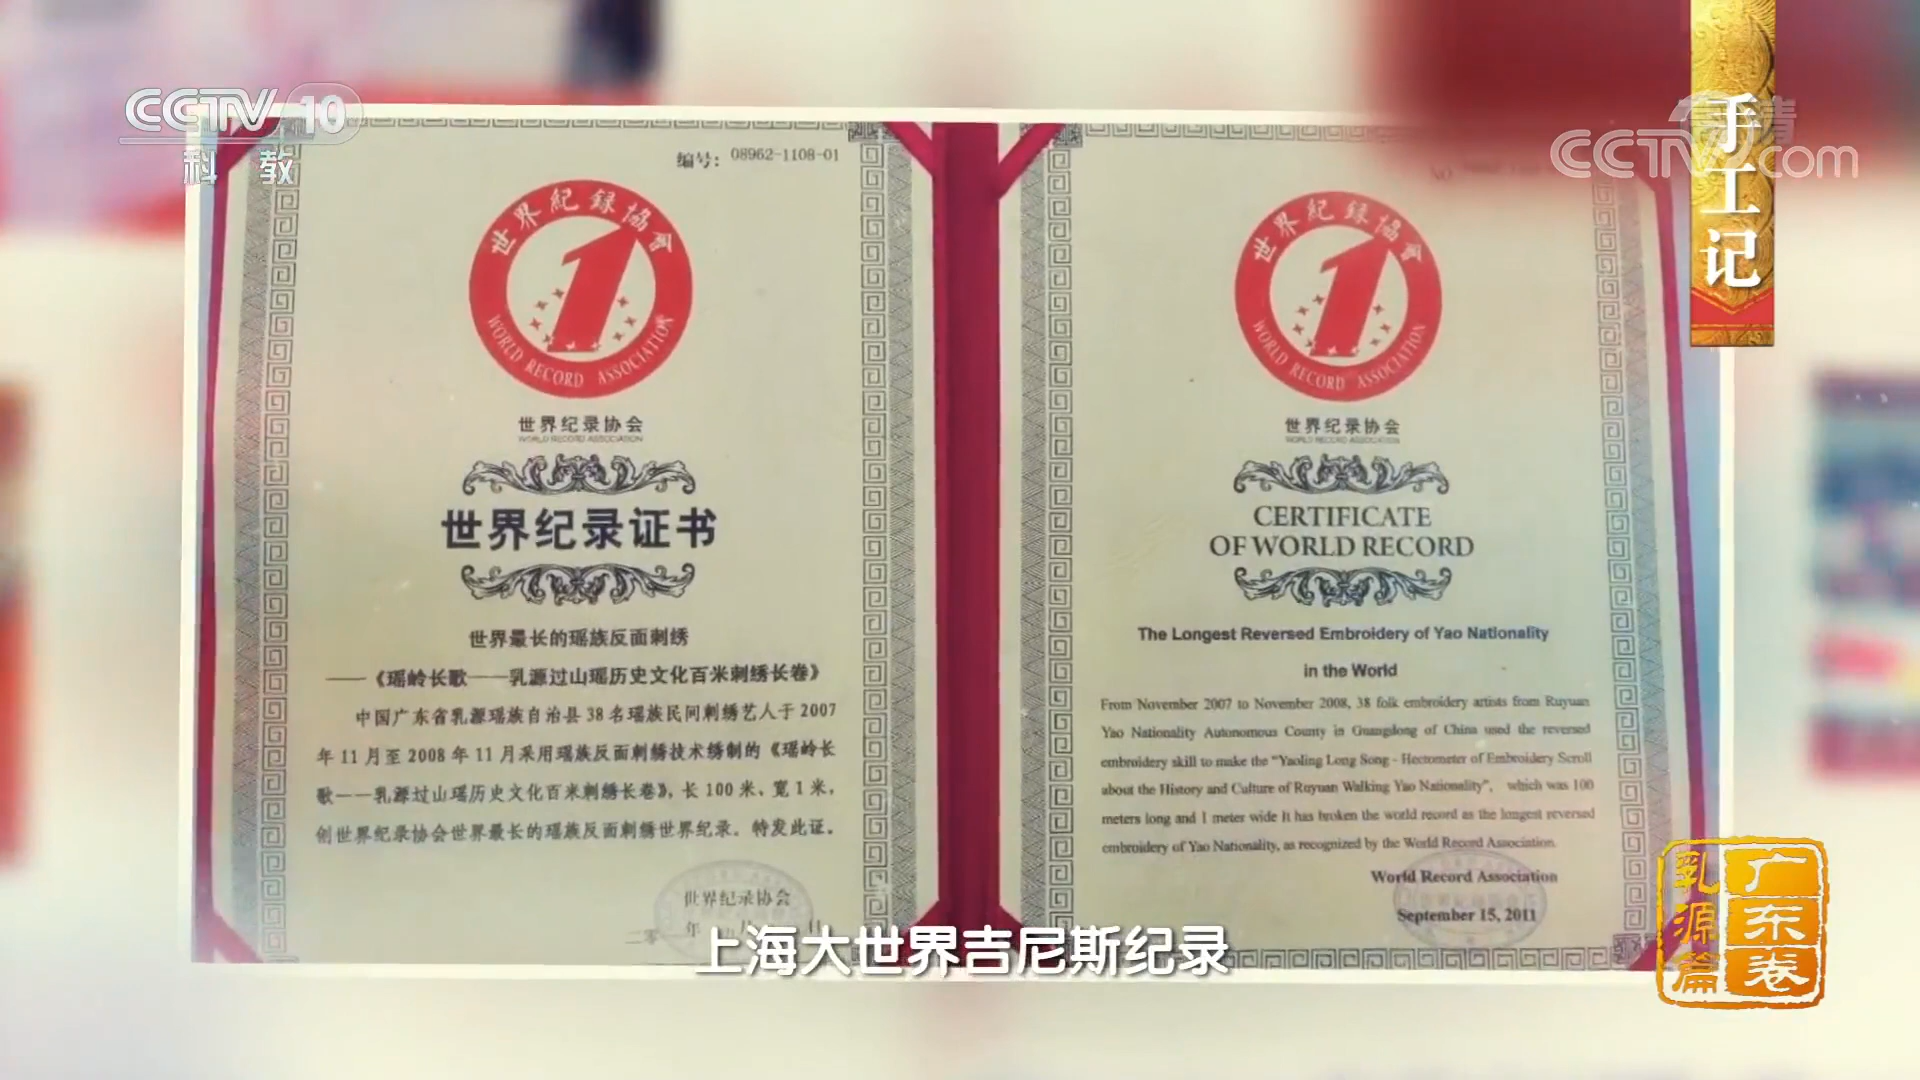 CCTV 10
科 教
CCTV.com
高清
手工记
编号: 08962-1108-01
世界紀録協會
1
WORLD RECORD ASSOCIATION
世界纪录协会
WORLD RECORD ASSOCIATION
世界纪录证书
世界最长的瑶族反面刺绣
——《瑶岭长歌——乳源过山瑶历史文化百米刺绣长卷》
中国广东省乳源瑶族自治县38名瑶族民间刺绣艺人于2007
年11月至2008年11月采用瑶族反面刺绣技术绣制的《瑶岭长
歌——乳源过山瑶历史文化百米刺绣长卷》，长100米、宽1米，
创世界纪录协会世界最长的瑶族反面刺绣世界纪录。特发此证。
世界纪录协会
世界紀録協會
1
WORLD RECORD ASSOCIATION
世界纪录协会
WORLD RECORD ASSOCIATION
CERTIFICATE
OF WORLD RECORD
The Longest Reversed Embroidery of Yao Nationality
in the World
From November 2007 to November 2008, 38 folk embroidery artists from Ruyuan
Yao Nationality Autonomous County in Guangdong of China used the reversed
embroidery skill to make the "Yaoling Long Song - Hectometer of Embroidery Scroll
about the History and Culture of Ruyuan Walking Yao Nationality", which was 100
meters long and 1 meter wide It has broken the world record as the longest reversed
embroidery of Yao Nationality, as recognized by the World Record Association.
World Record Association
September 15, 2011
上海大世界吉尼斯纪录
广东卷
乳源篇